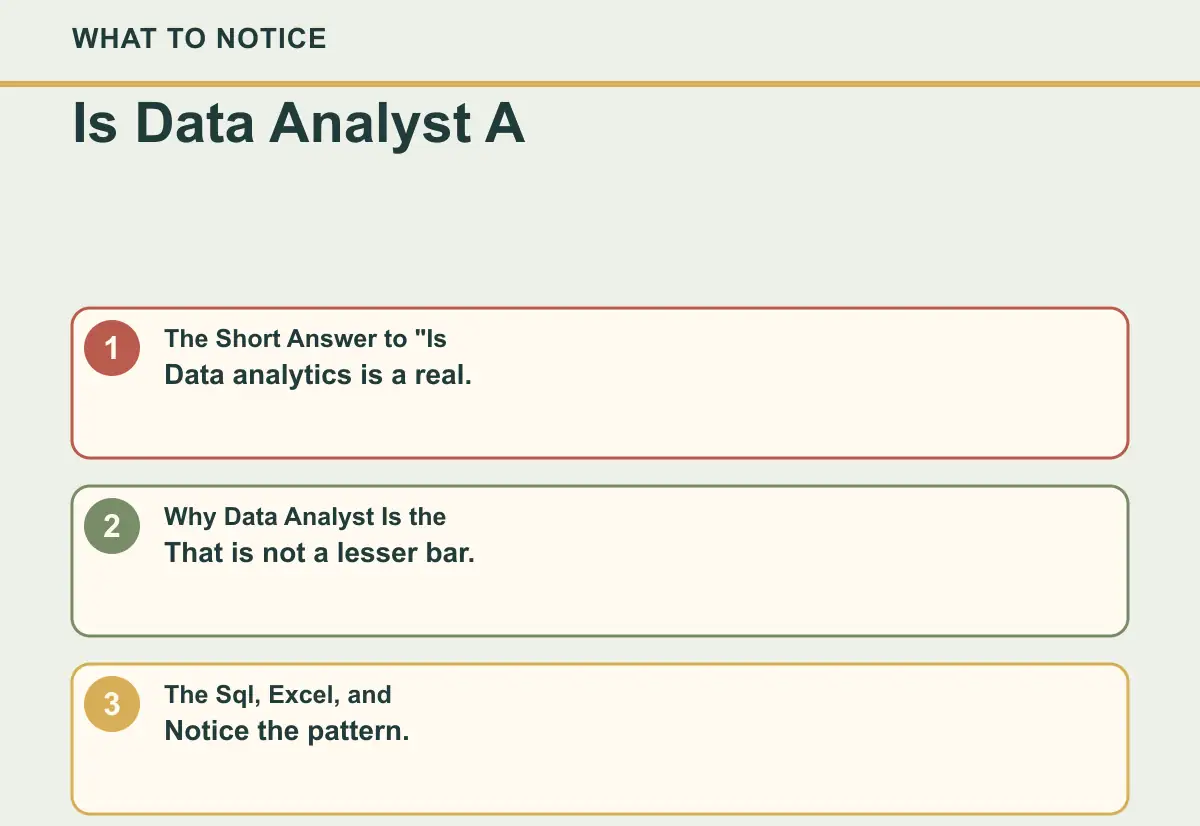 WHAT TO NOTICE
Is Data Analyst A
1
The Short Answer to "Is
Data analytics is a real.
2
Why Data Analyst Is the
That is not a lesser bar.
3
The Sql, Excel, and
Notice the pattern.